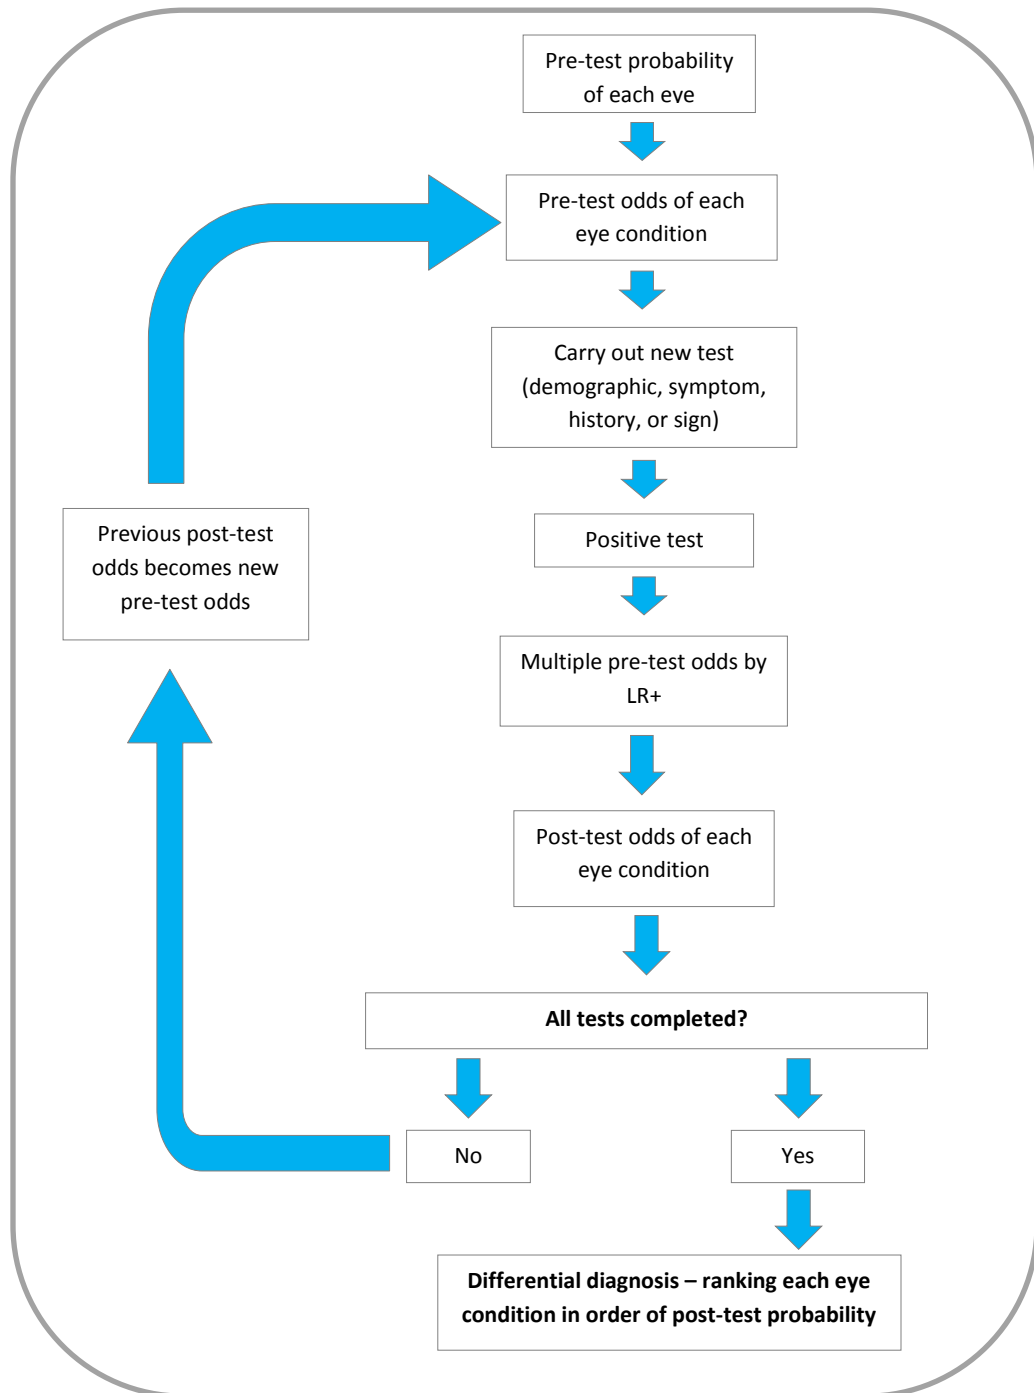 Pre-test probability
of each eye
Pre-test odds of each
eye condition
Carry out new test
(demographic, symptom,
history, or sign)
Positive test
Multiple pre-test odds by
LR+
Post-test odds of each
eye condition
All tests completed?
No
Yes
Previous post-test
odds becomes new
pre-test odds
Differential diagnosis – ranking each eye
condition in order of post-test probability